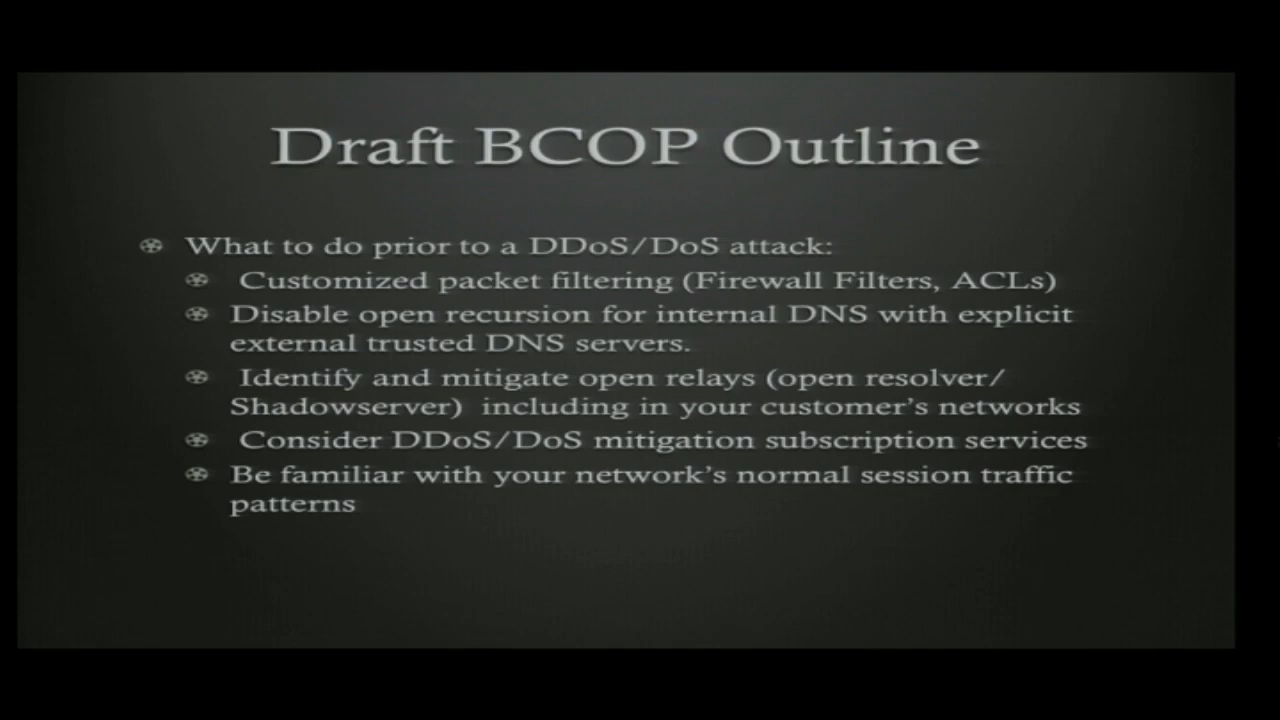 Draft BCOP Outline
What to do prior to a DDoS/DoS attack:
Customized packet filtering (Firewall Filters, ACLs)
Disable open recursion for internal DNS with explicit
external trusted DNS servers.
Identify and mitigate open relays (open resolver/
Shadowserver) including in your customer's networks
Consider DDoS/DoS mitigation subscription services
Be familiar with your network's normal session traffic
patterns